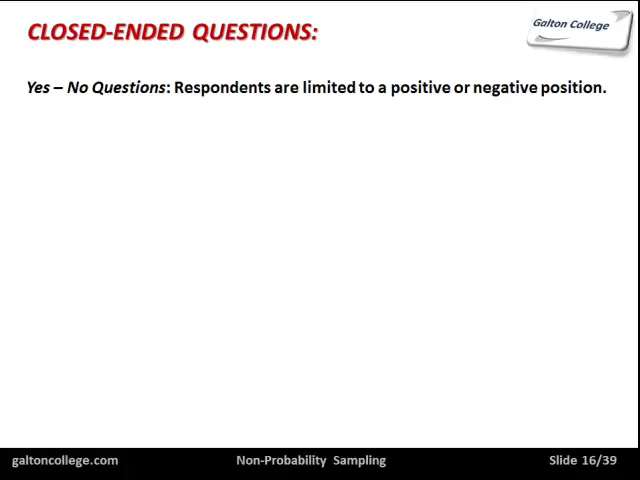 CLOSED-ENDED QUESTIONS:
Galton College
Yes – No Questions: Respondents are limited to a positive or negative position.
galtoncollege.com
Non-Probability Sampling
Slide 16/39